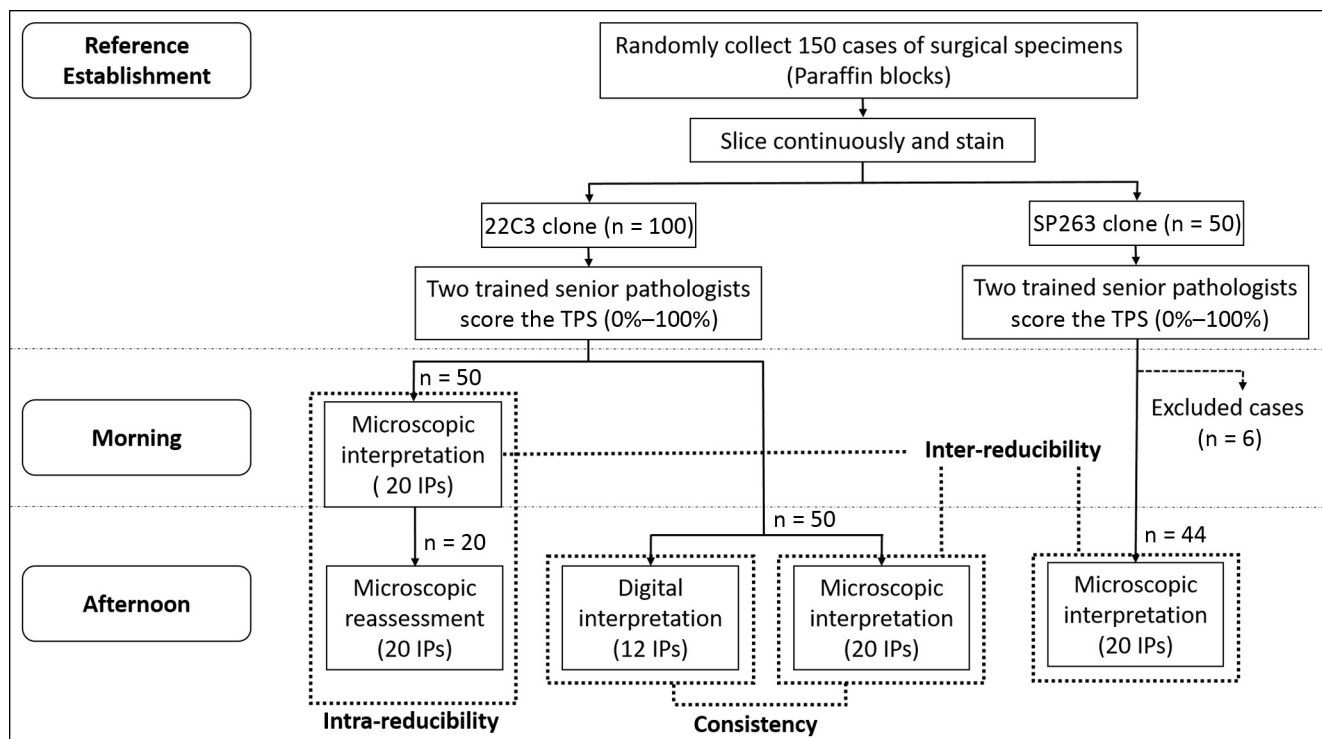 Reference
Establishment
Randomly collect 150 cases of surgical specimens
(Paraffin blocks)
Slice continuously and stain
22C3 clone (n = 100)
SP263 clone (n = 50)
Two trained senior pathologists
score the TPS (0%–100%)
Two trained senior pathologists
score the TPS (0%–100%)
n = 50
Morning
Microscopic
interpretation
( 20 IPs)
Excluded cases
(n = 6)
Inter-reducibility
n = 20
n = 50
n = 44
Afternoon
Microscopic
reassessment
(20 IPs)
Digital
interpretation
(12 IPs)
Microscopic
interpretation
(20 IPs)
Microscopic
interpretation
(20 IPs)
Intra-reducibility
Consistency